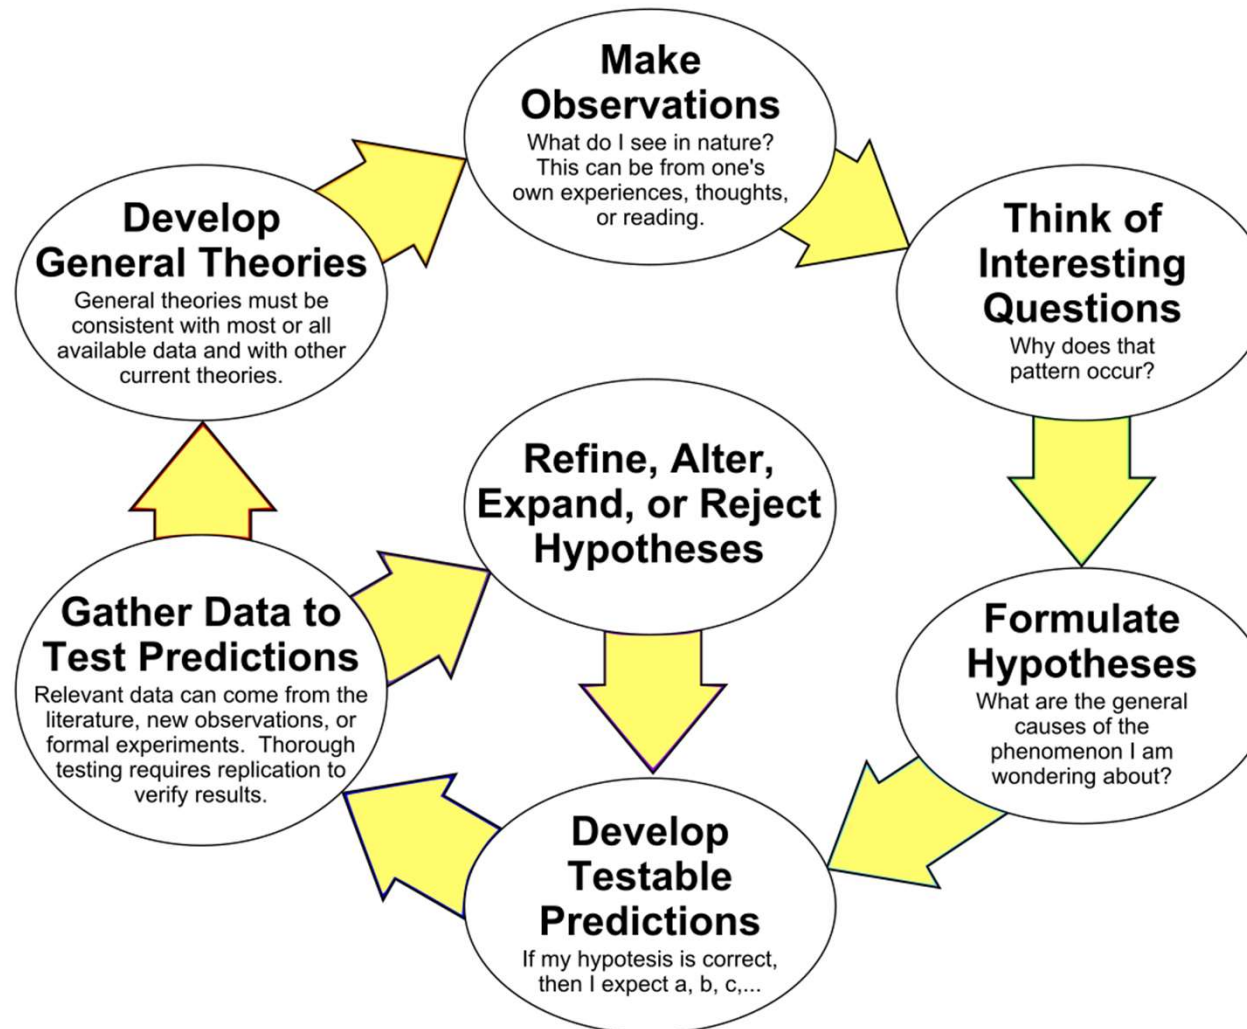 Make
Observations
What do I see in nature?
This can be from one's
own experiences, thoughts,
or reading.
Think of
Interesting
Questions
Why does that
pattern occur?
Formulate
Hypotheses
What are the general
causes of the
phenomenon I am
wondering about?
Develop
Testable
Predictions
If my hypotesis is correct,
then I expect a, b, c,...
Gather Data to
Test Predictions
Relevant data can come from the
literature, new observations, or
formal experiments.  Thorough
testing requires replication to
verify results.
Refine, Alter,
Expand, or Reject
Hypotheses
Develop
General Theories
General theories must be
consistent with most or all
available data and with other
current theories.